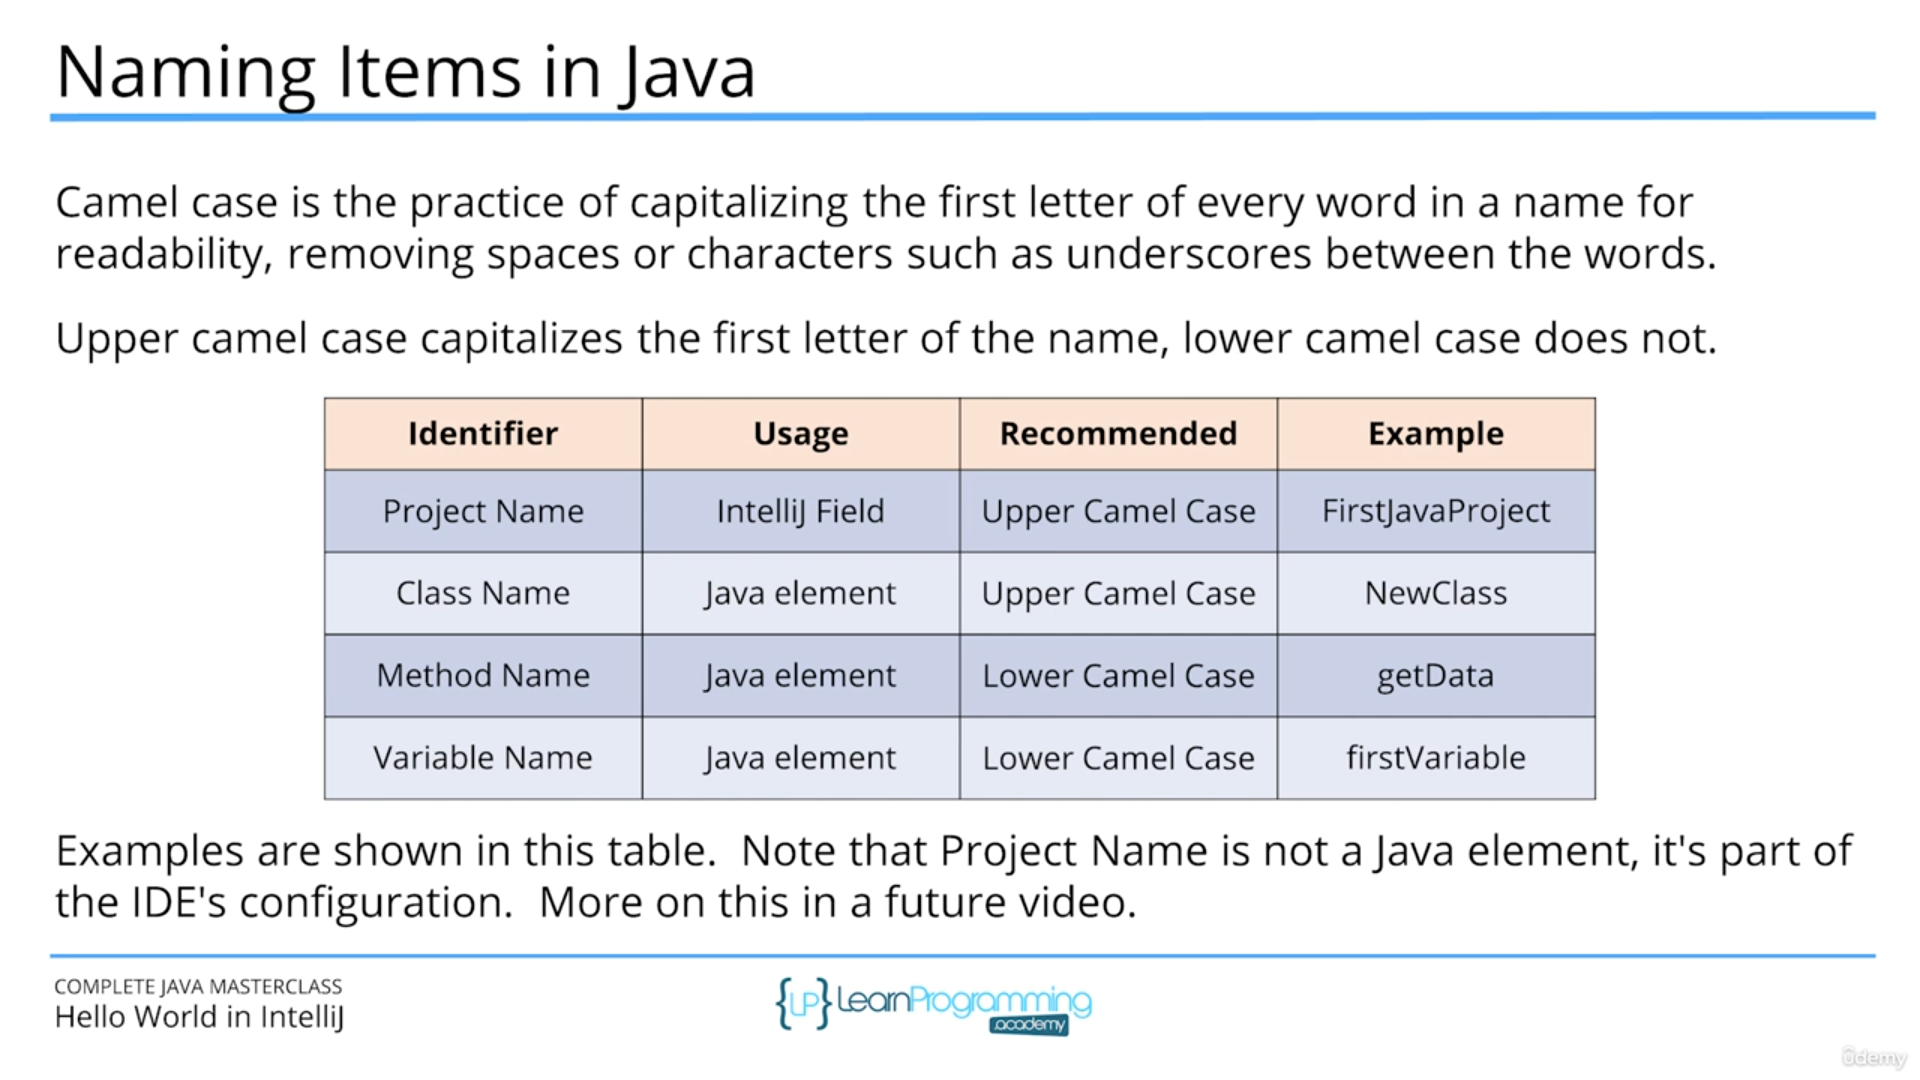 Naming Items in Java
Camel case is the practice of capitalizing the first letter of every word in a name for
readability, removing spaces or characters such as underscores between the words.
Upper camel case capitalizes the first letter of the name, lower camel case does not.
Identifier Usage Recommended Example
Project Name IntelliJ Field Upper Camel Case FirstJavaProject
Class Name Java element Upper Camel Case NewClass
Method Name Java element Lower Camel Case getData
Variable Name Java element Lower Camel Case firstVariable
Examples are shown in this table.  Note that Project Name is not a Java element, it's part of
the IDE's configuration.  More on this in a future video.
COMPLETE JAVA MASTERCLASS
Hello World in IntelliJ
{LP} LearnProgramming
academy
ûdemy